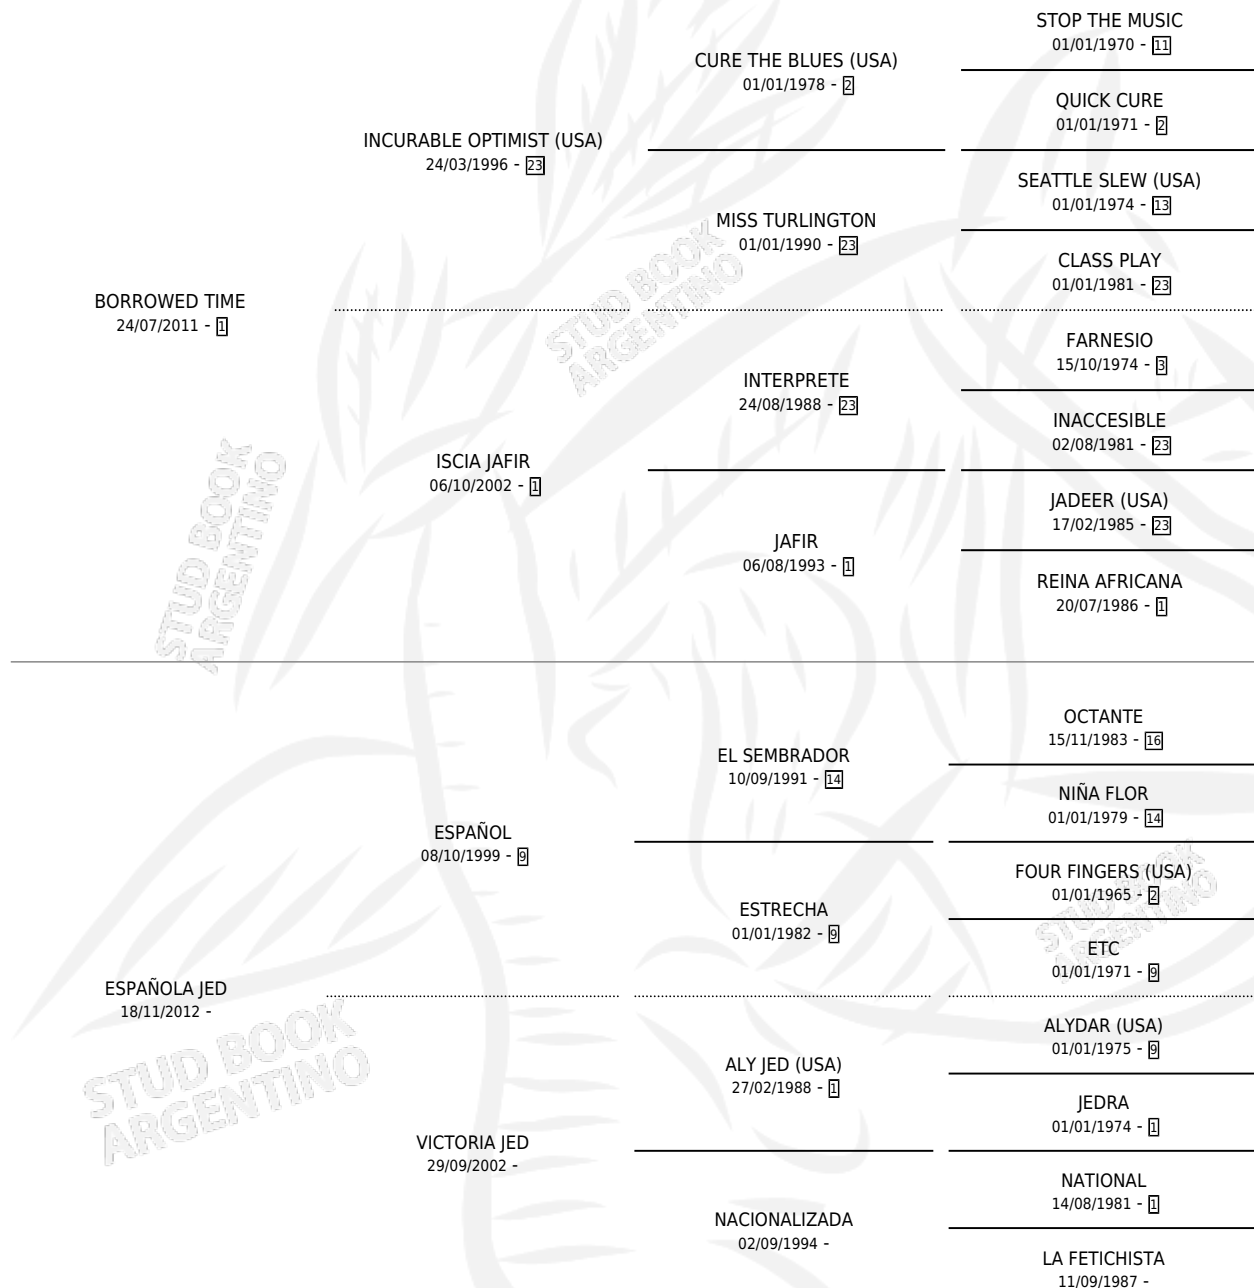 STOP THE MUSIC
01/01/1970 - 11
CURE THE BLUES (USA)
01/01/1978 - 2
QUICK CURE
01/01/1971 - 2
INCURABLE OPTIMIST (USA)
24/03/1996 - 23
SEATTLE SLEW (USA)
01/01/1974 - 13
MISS TURLINGTON
01/01/1990 - 23
CLASS PLAY
01/01/1981 - 23
BORROWED TIME
24/07/2011 - 1
FARNESIO
15/10/1974 - 3
INTERPRETE
24/08/1988 - 23
INACCESIBLE
02/08/1981 - 23
ISCIA JAFIR
06/10/2002 - 1
JADEER (USA)
17/02/1985 - 23
JAFIR
06/08/1993 - 1
REINA AFRICANA
20/07/1986 - 1
OCTANTE
15/11/1983 - 16
EL SEMBRADOR
10/09/1991 - 14
NIÑA FLOR
01/01/1979 - 14
ESPAÑOL
08/10/1999 - 9
FOUR FINGERS (USA)
01/01/1965 - 2
ESTRECHA
01/01/1982 - 9
ETC
01/01/1971 - 9
ESPAÑOLA JED
18/11/2012 -
ALYDAR (USA)
01/01/1975 - 9
ALY JED (USA)
27/02/1988 - 1
JEDRA
01/01/1974 - 1
VICTORIA JED
29/09/2002 -
NATIONAL
14/08/1981 - 1
NACIONALIZADA
02/09/1994 -
LA FETICHISTA
11/09/1987 -
STUD BOOK
ARGENTINO
STUD BOOK
ARGENTINO
STUD BOOK
ARGENTINO
STUD BOOK
ARGENTINO